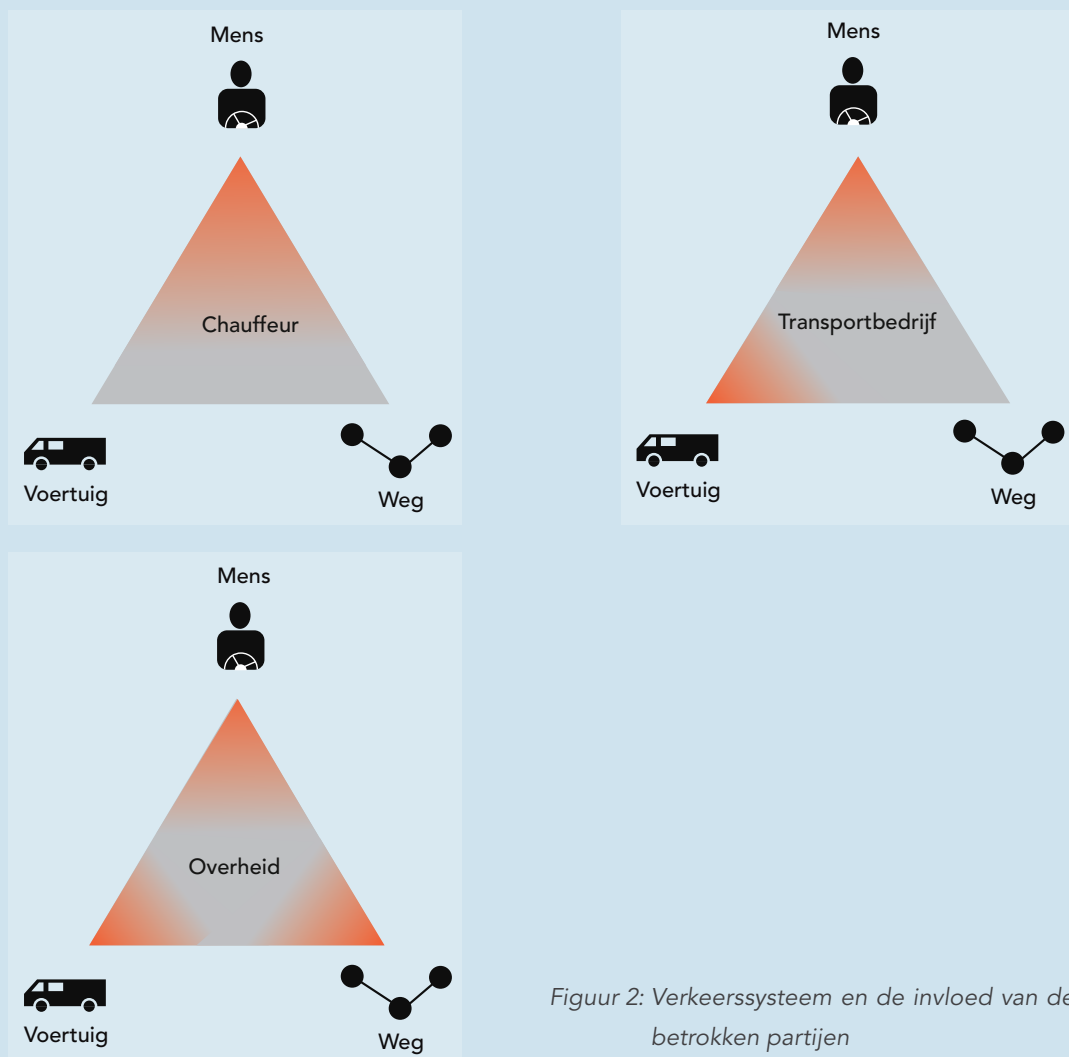 Mens
Chauffeur
Voertuig
Weg
Mens
Transportbedrijf
Voertuig
Weg
Mens
Overheid
Voertuig
Weg
Figuur 2: Verkeerssysteem en de invloed van de
betrokken partijen